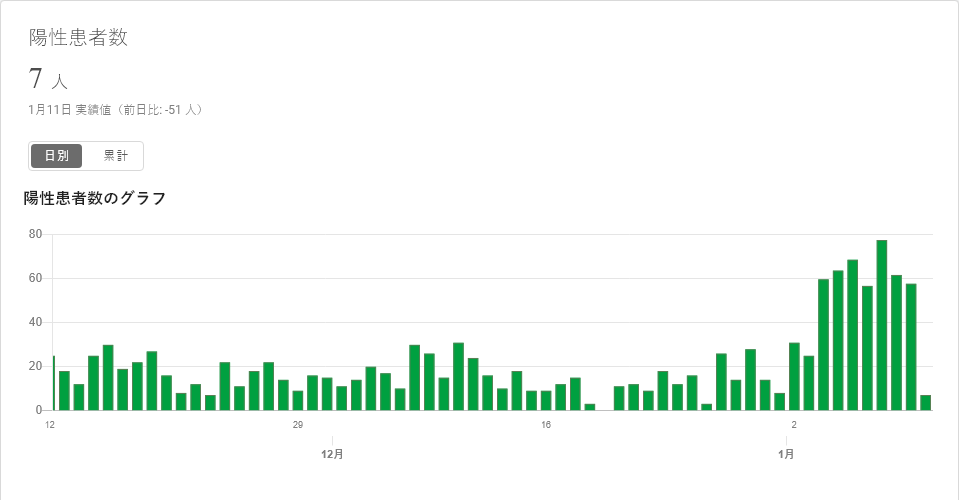 陽性患者数
7 人
1月11日 実績値（前日比: -51 人）
日別 累計
陽性患者数のグラフ
80
60
40
20
0
12 29 16 2
12月 1月